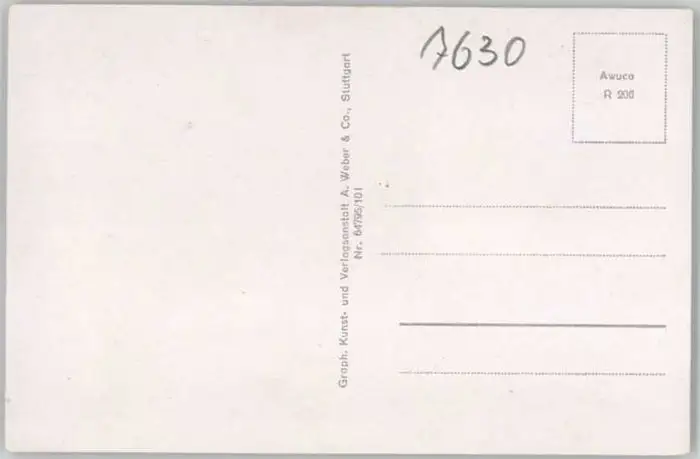 7630
Awuco
R 200
Graph. Kunst- und Verlagsanstalt A. Weber & Co., Stuttgart
Nr. 64795/101